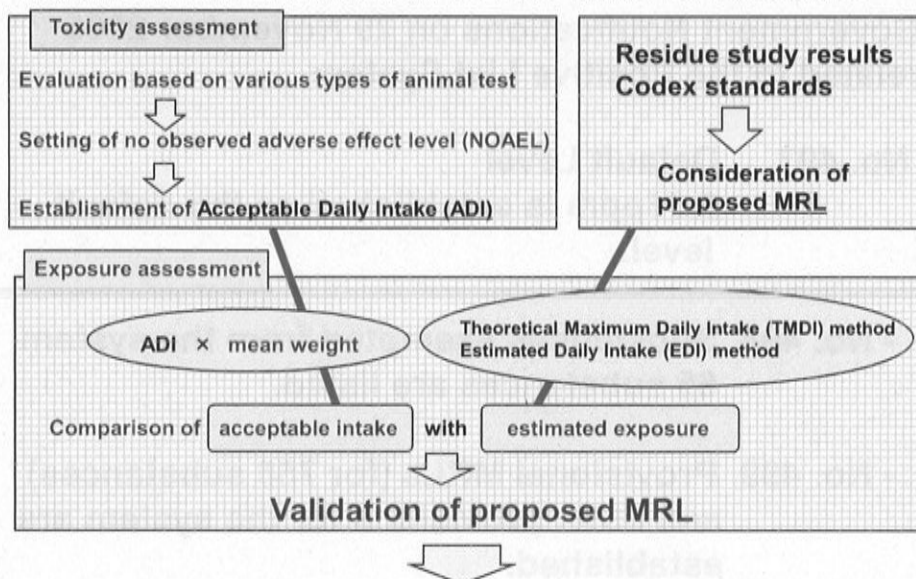 Toxicity assessment
Evaluation based on various types of animal test
Setting of no observed adverse effect level (NOAEL)
Establishment of Acceptable Daily Intake (ADI)
Residue study results
Codex standards
Consideration of
proposed MRL
Exposure assessment
ADI × mean weight
Theoretical Maximum Daily Intake (TMDI) method
Estimated Daily Intake (EDI) method
Comparison of acceptable intake with estimated exposure
Validation of proposed MRL
level
established.